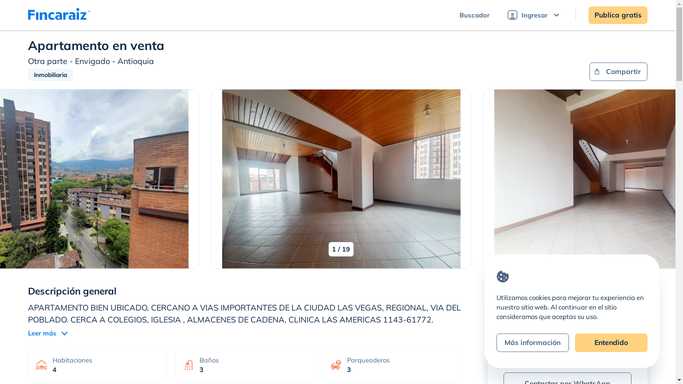 Fincaraiz
Buscador
Ingresar
Publica gratis
Apartamento en venta
Otra parte - Envigado - Antioquia
Inmobiliaria
Compartir
1 / 19
Descripción general
APARTAMENTO BIEN UBICADO, CERCANO A VIAS IMPORTANTES DE LA CIUDAD LAS VEGAS, REGIONAL, VIA DEL
POBLADO. CERCA A COLEGIOS, IGLESIA , ALMACENES DE CADENA, CLINICA LAS AMERICAS 1143-61772.
Leer más
Habitaciones
4
Baños
3
Parqueaderos
3
Utilizamos cookies para mejorar tu experiencia en
nuestro sitio web. Al continuar en el sitio
consideramos que aceptas su uso.
Más información
Entendido
Contactar por WhatsApp